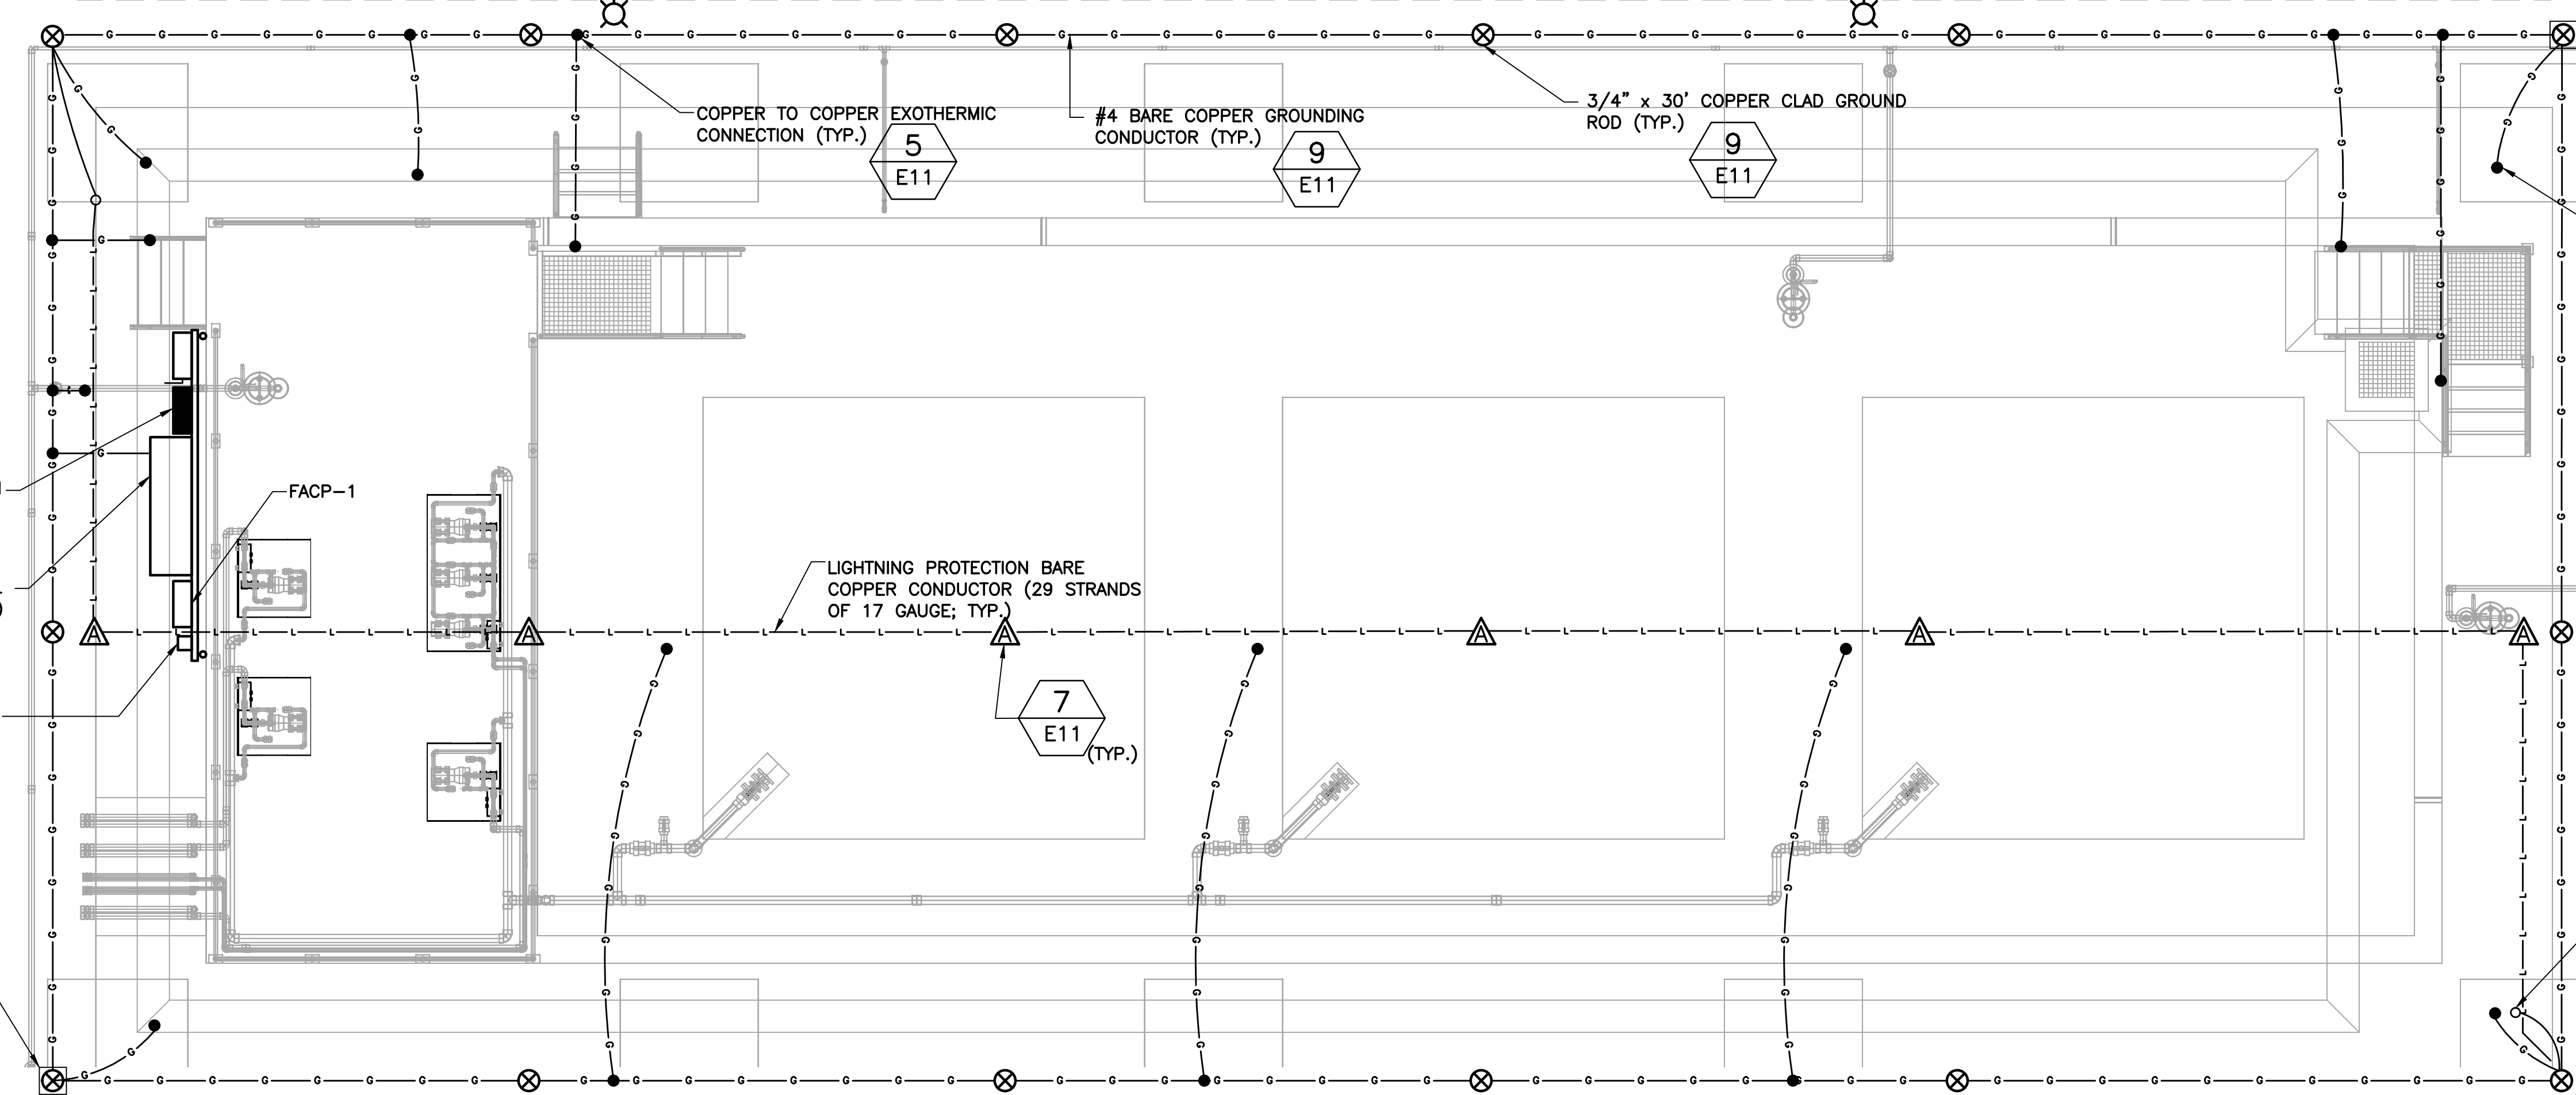 COPPER TO COPPER EXOTHERMIC
CONNECTION (TYP.)
5
E11
#4 BARE COPPER GROUNDING
CONDUCTOR (TYP.)
9
E11
3/4" x 30' COPPER CLAD GROUND
ROD (TYP.)
9
E11
FACP-1
LIGHTNING PROTECTION BARE
COPPER CONDUCTOR (29 STRANDS
OF 17 GAUGE; TYP.)
A A A A A A
7
E11
(TYP.)